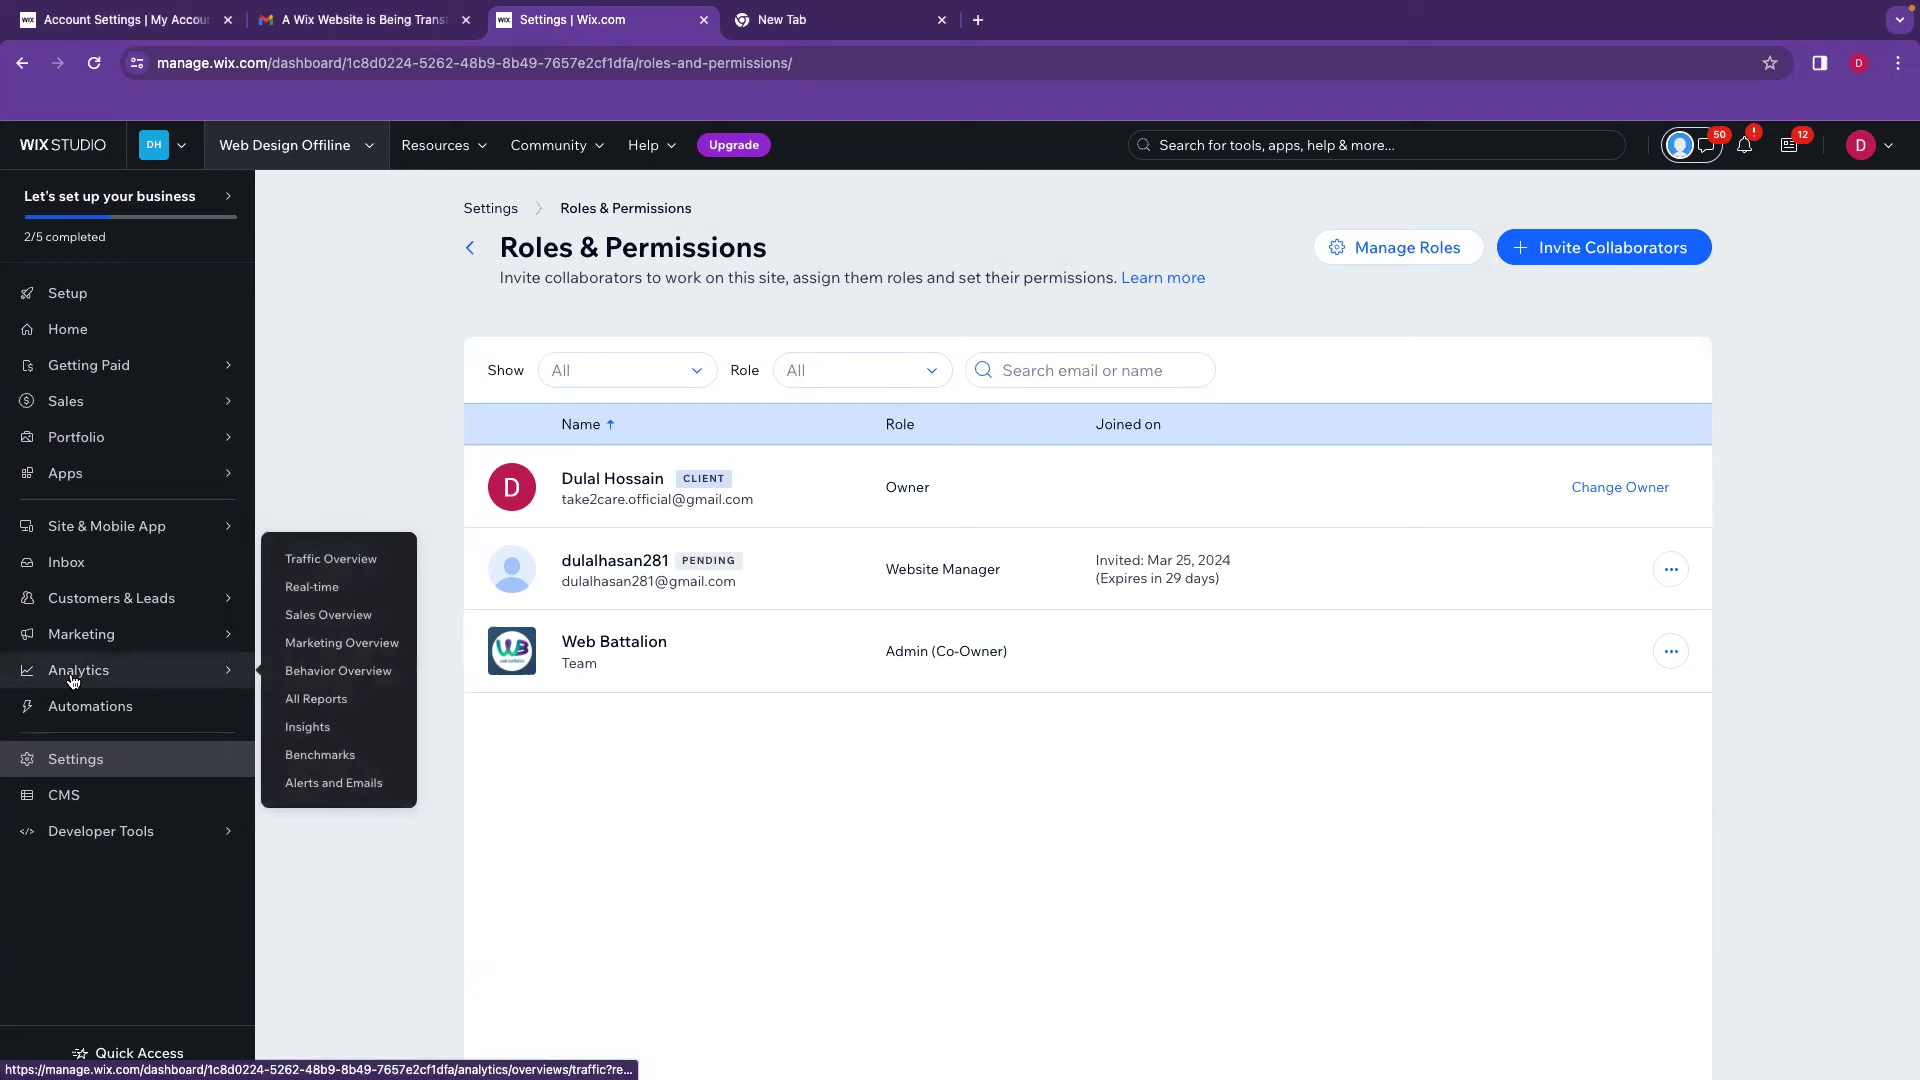 Account Settings | My Accou
A Wix Website is Being Trans
Settings | Wix.com
New Tab
manage.wix.com/dashboard/1c8d0224-5262-48b9-8b49-7657e2cf1dfa/roles-and-permissions/
D
WIX STUDIO
DH
Web Design Offiline
Resources
Community
Help
Upgrade
Search for tools, apps, help & more...
50
!
12
D
Let's set up your business
2/5 completed
Setup
Home
Getting Paid
Sales
Portfolio
Apps
Site & Mobile App
Inbox
Customers & Leads
Marketing
Analytics
Automations
Settings
CMS
Developer Tools
Quick Access
Traffic Overview
Real-time
Sales Overview
Marketing Overview
Behavior Overview
All Reports
Insights
Benchmarks
Alerts and Emails
Settings
Roles & Permissions
Roles & Permissions
Invite collaborators to work on this site, assign them roles and set their permissions. Learn more
Manage Roles
Invite Collaborators
Show
All
Role
All
Search email or name
Name
Role
Joined on
D
Dulal Hossain
CLIENT
take2care.official@gmail.com
Owner
Change Owner
dulalhasan281
PENDING
dulalhasan281@gmail.com
Website Manager
Invited: Mar 25, 2024
(Expires in 29 days)
WB
Web Battalion
Team
Admin (Co-Owner)
https://manage.wix.com/dashboard/1c8d0224-5262-48b9-8b49-7657e2cf1dfa/analytics/overviews/traffic?re...